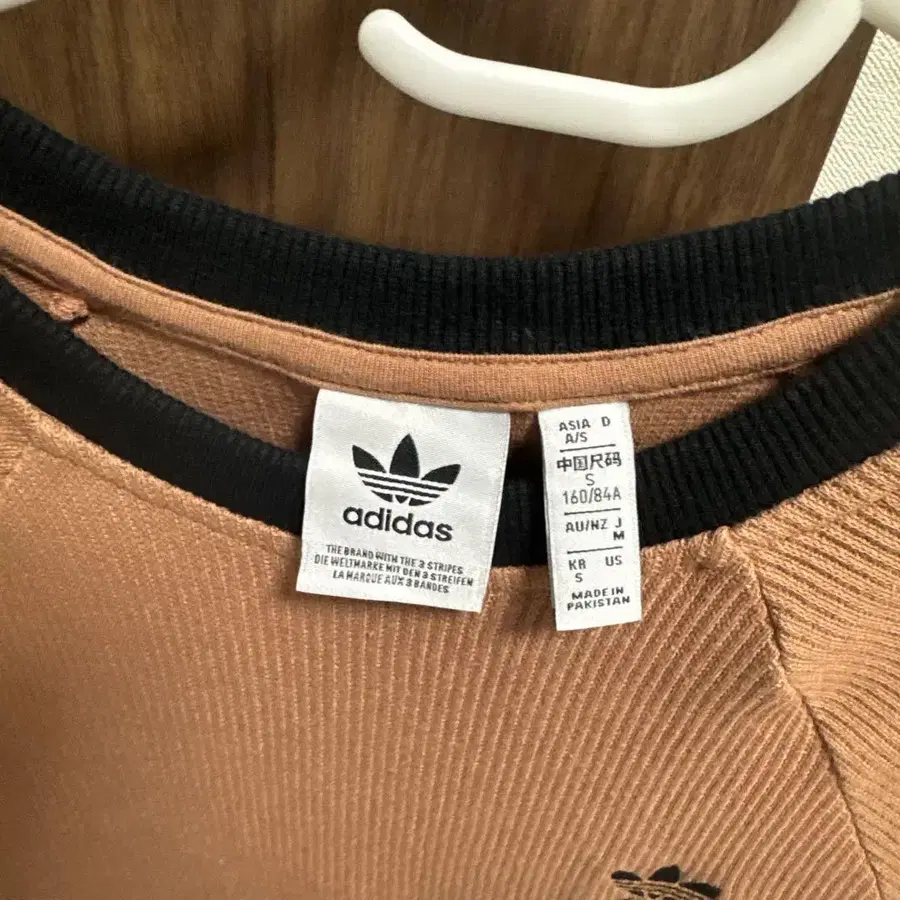 adidas
THE BRAND WITH THE 3 STRIPES
DIE WELTMARKE MIT DEN 3 STREIFEN
LA MARQUE AUX 3 BANDES
ASIA D
A/S
中国尺码
S
160/84A
AU/NZ J
M
KR US
S
MADE IN
PAKISTAN